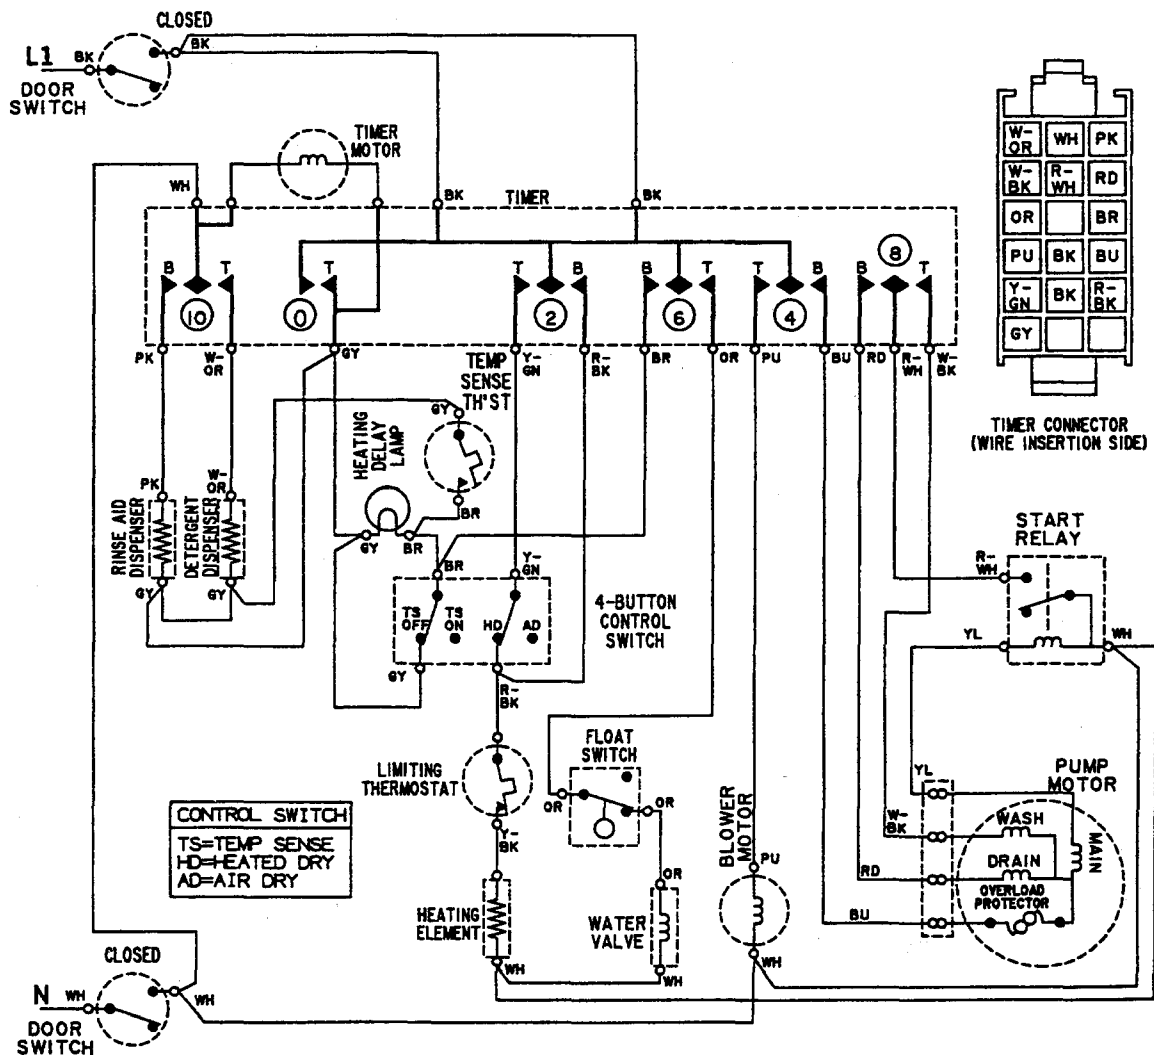 CLOSED
L1
BK
BK
DOOR
SWITCH
TIMER
MOTOR
WH
BK
TIMER
BK
B
T
T
T
B
B
T
T
B
B
8
T
10
0
2
6
4
PK
W-
OR
GY
TEMP
SENSE
TH'ST
Y-
GN
R-
BK
BR
OR
PU
BU
RD
R-
WH
W-
BK
W-
OR
WH
PK
W-
BK
R-
WH
RD
OR
BR
PU
BK
BU
Y-
GN
BK
R-
BK
GY
TIMER CONNECTOR
(WIRE INSERTION SIDE)
GY
HEATING
DELAY
LAMP
BR
GY
BR
PK
W-
OR
RINSE AID
DISPENSER
DETERGENT
DISPENSER
GY
GY
BR
Y-
GN
TS
OFF
TS
ON
HD
AD
4-BUTTON
CONTROL
SWITCH
GY
R-
BK
START
RELAY
R-
WH
YL
WH
LIMITING
THERMOSTAT
Y-
BK
FLOAT
SWITCH
OR
OR
CONTROL SWITCH
TS=TEMP SENSE
HD=HEATED DRY
AD=AIR DRY
HEATING
ELEMENT
WH
OR
WATER
VALVE
WH
BLOWER
MOTOR
PU
WH
YL
PUMP
MOTOR
W-
BK
WASH
MAIN
RD
DRAIN
OVERLOAD
PROTECTOR
BU
CLOSED
N
WH
WH
DOOR
SWITCH